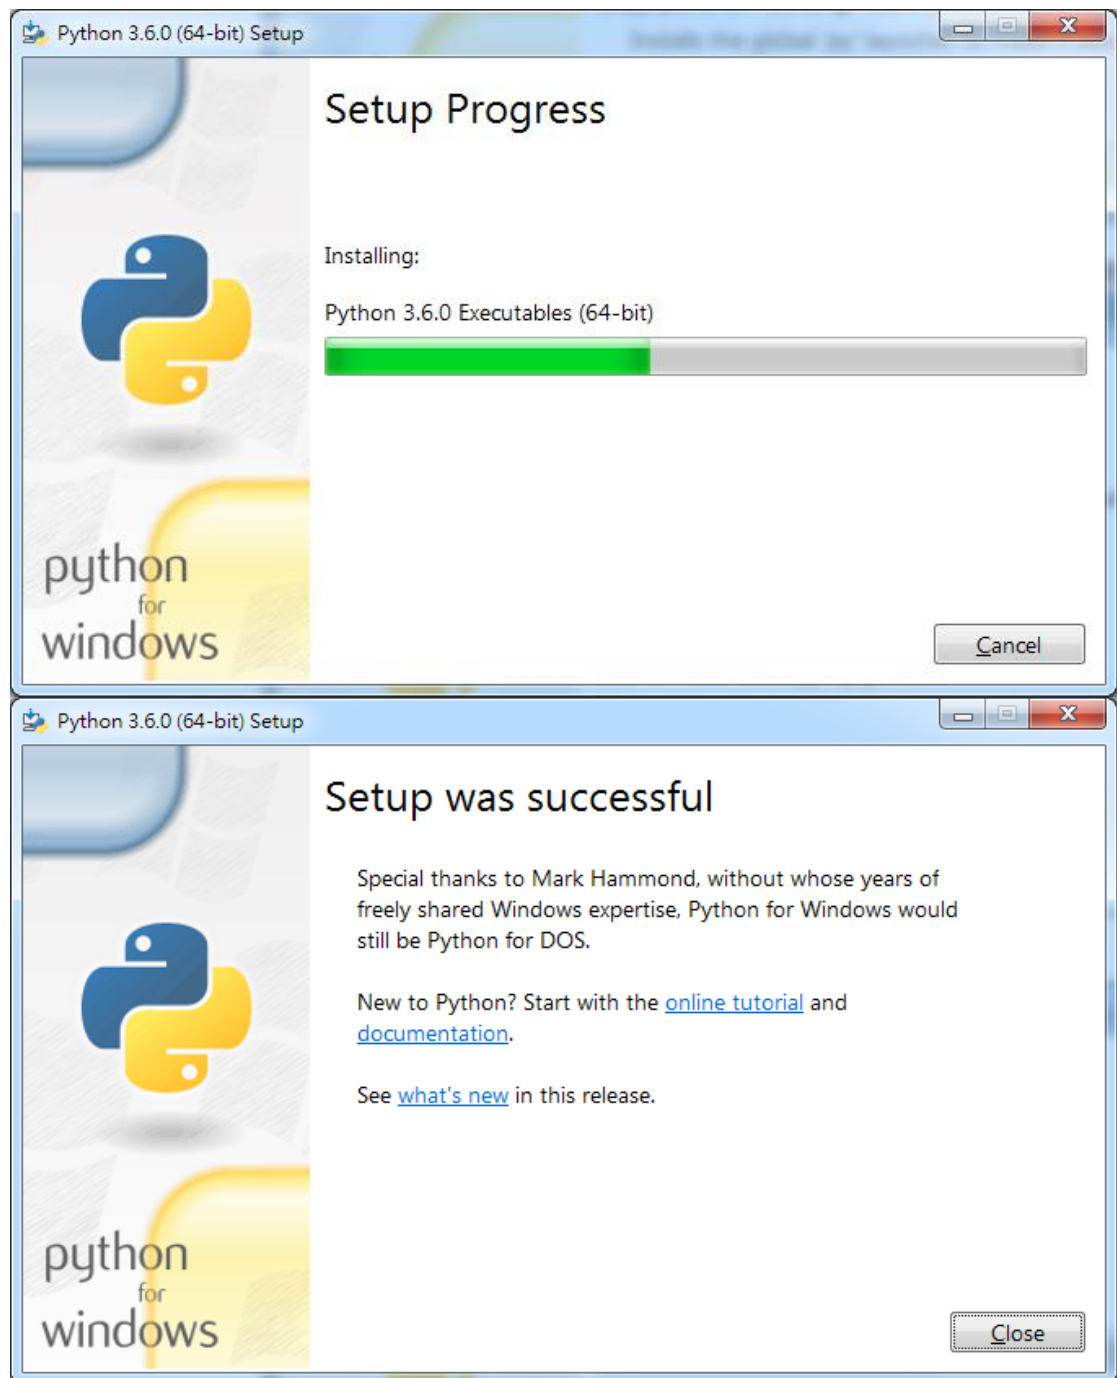 Python 3.6.0 (64-bit) Setup
Setup Progress
Installing:
Python 3.6.0 Executables (64-bit)
python
for
windows
Cancel
Python 3.6.0 (64-bit) Setup
Setup was successful
Special thanks to Mark Hammond, without whose years of
freely shared Windows expertise, Python for Windows would
still be Python for DOS.
New to Python? Start with the online tutorial and
documentation.
See what's new in this release.
python
for
windows
Close